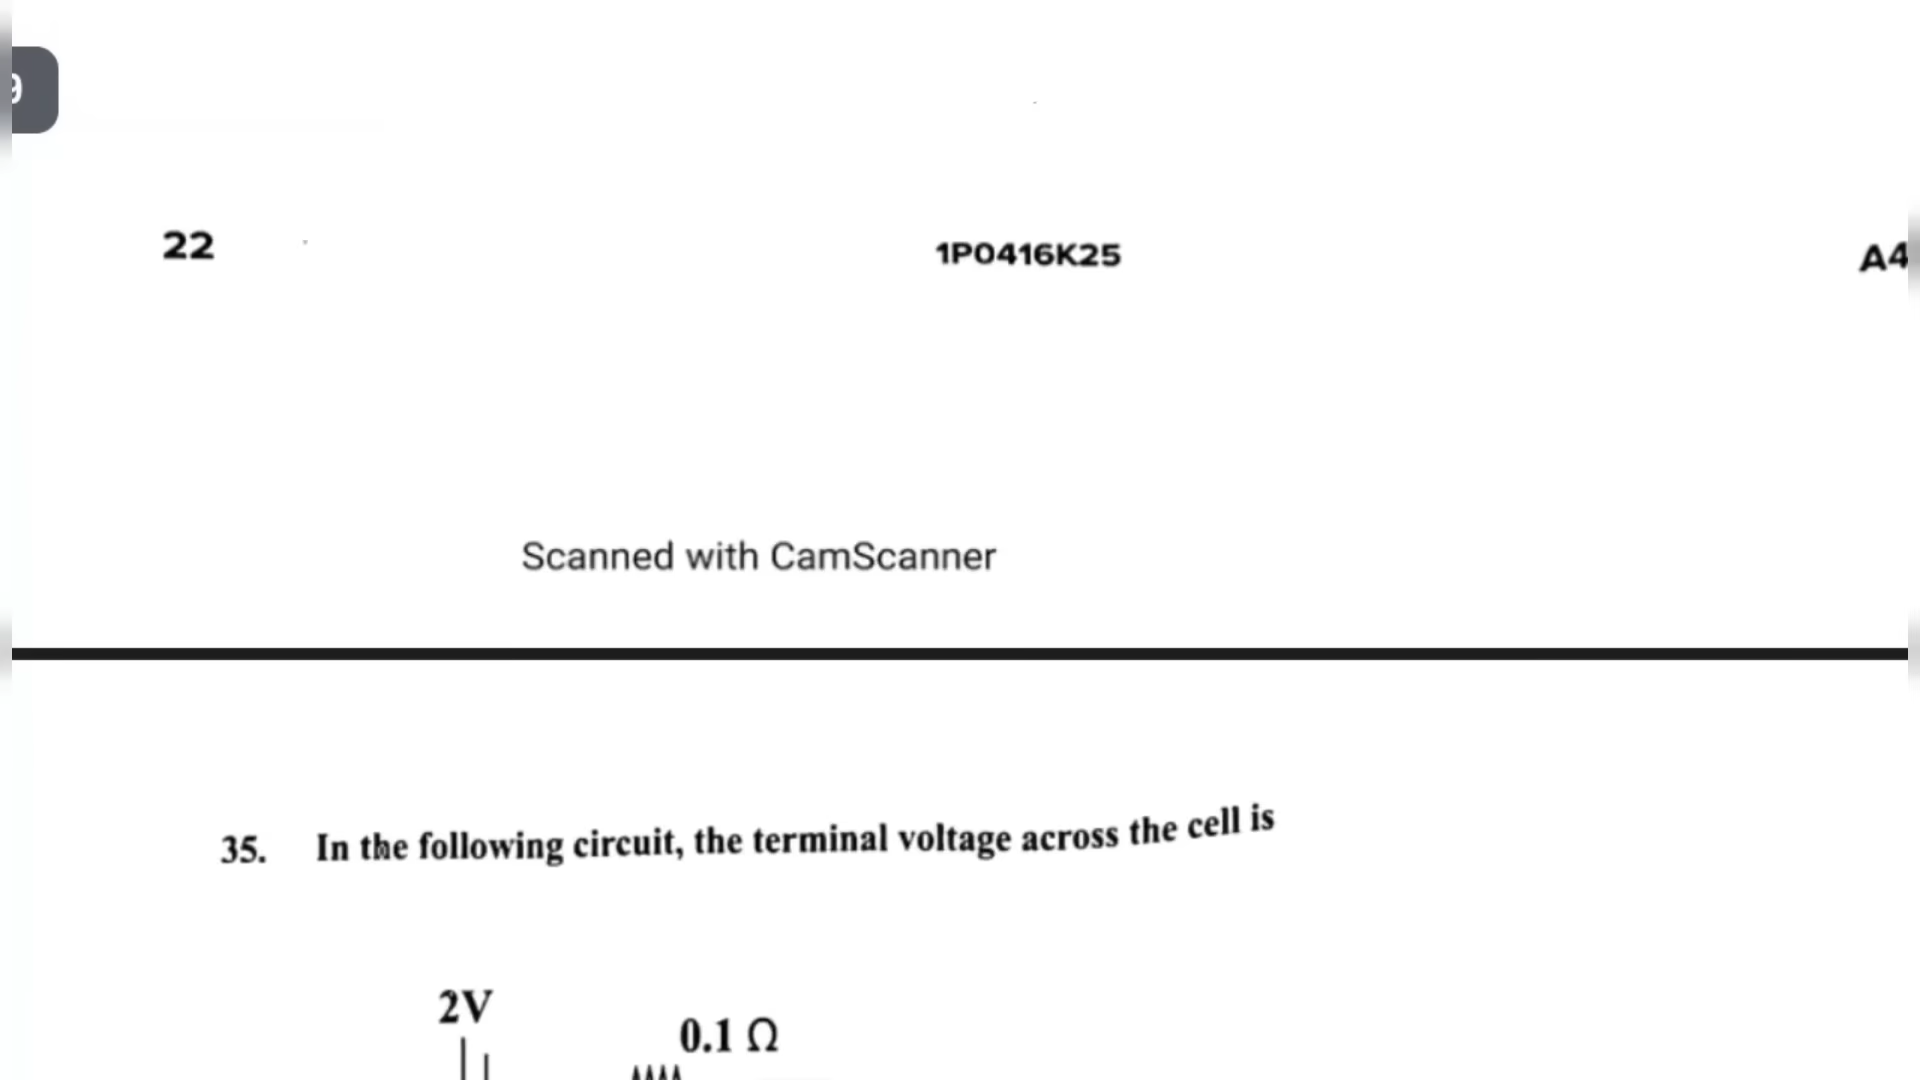 9
22 1P0416K25 A4
Scanned with CamScanner
35. In the following circuit, the terminal voltage across the cell is
2V
0.1 Ω